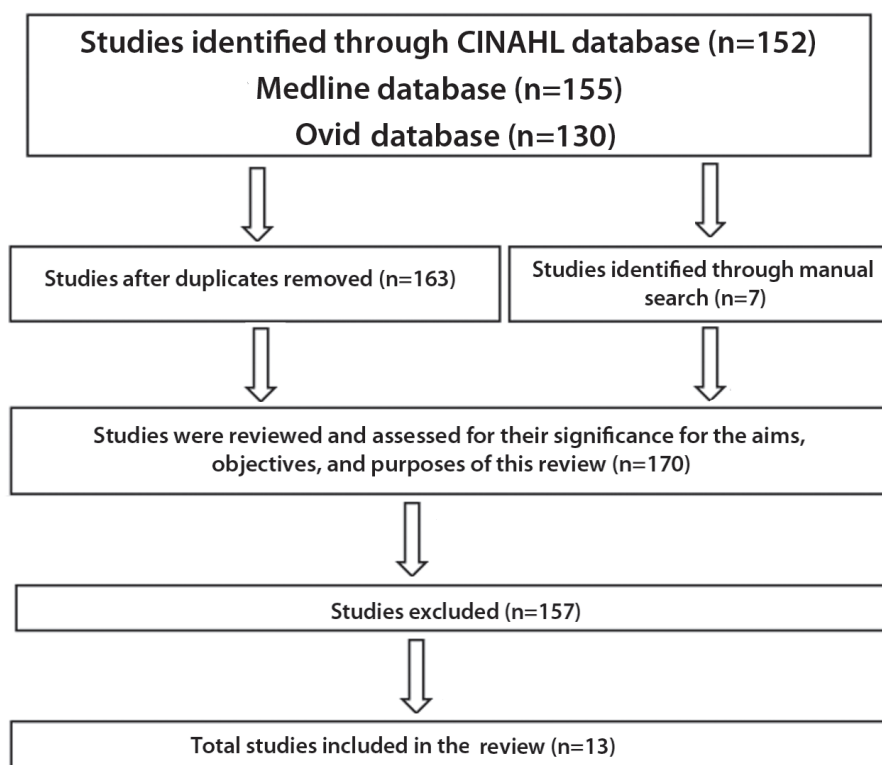 Studies identified through CINAHL database (n=152)
Medline database (n=155)
Ovid database (n=130)
Studies after duplicates removed (n=163)
Studies identified through manual
search (n=7)
Studies were reviewed and assessed for their significance for the aims,
objectives, and purposes of this review (n=170)
Studies excluded (n=157)
Total studies included in the review (n=13)